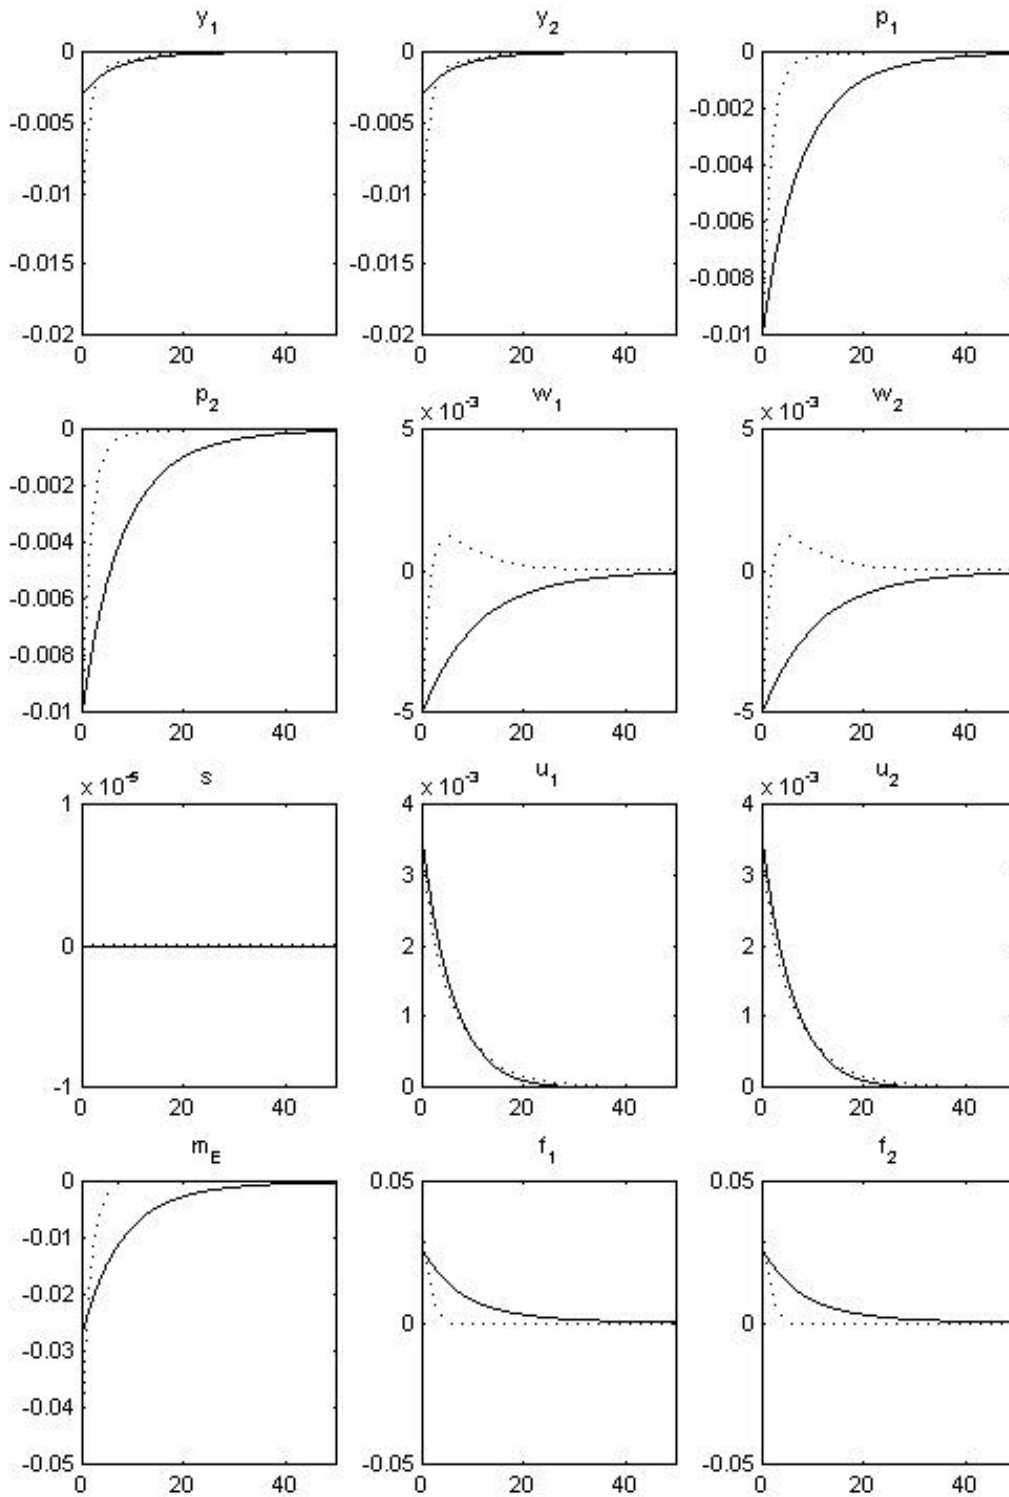 y₁ y₂ p₁
0 0 0
-0.005 -0.005 -0.002
-0.01 -0.01 -0.004
-0.015 -0.015 -0.006
-0.008
-0.02 -0.02 -0.01
0 20 40 0 20 40 0 20 40
p₂ w₁ w₂
x 10⁻³ x 10⁻³
0 5 5
-0.002
-0.004
-0.006 0 0
-0.008
-0.01 -5 -5
0 20 40 0 20 40 0 20 40
s u₁ u₂
x 10⁻⁵ x 10⁻³ x 10⁻³
1 4 4
3 3
0 2 2
1 1
-1 0 0
0 20 40 0 20 40 0 20 40
m_E f₁ f₂
0 0.05 0.05
-0.01
-0.02
-0.03 0 0
-0.04
-0.05 -0.05 -0.05
0 20 40 0 20 40 0 20 40